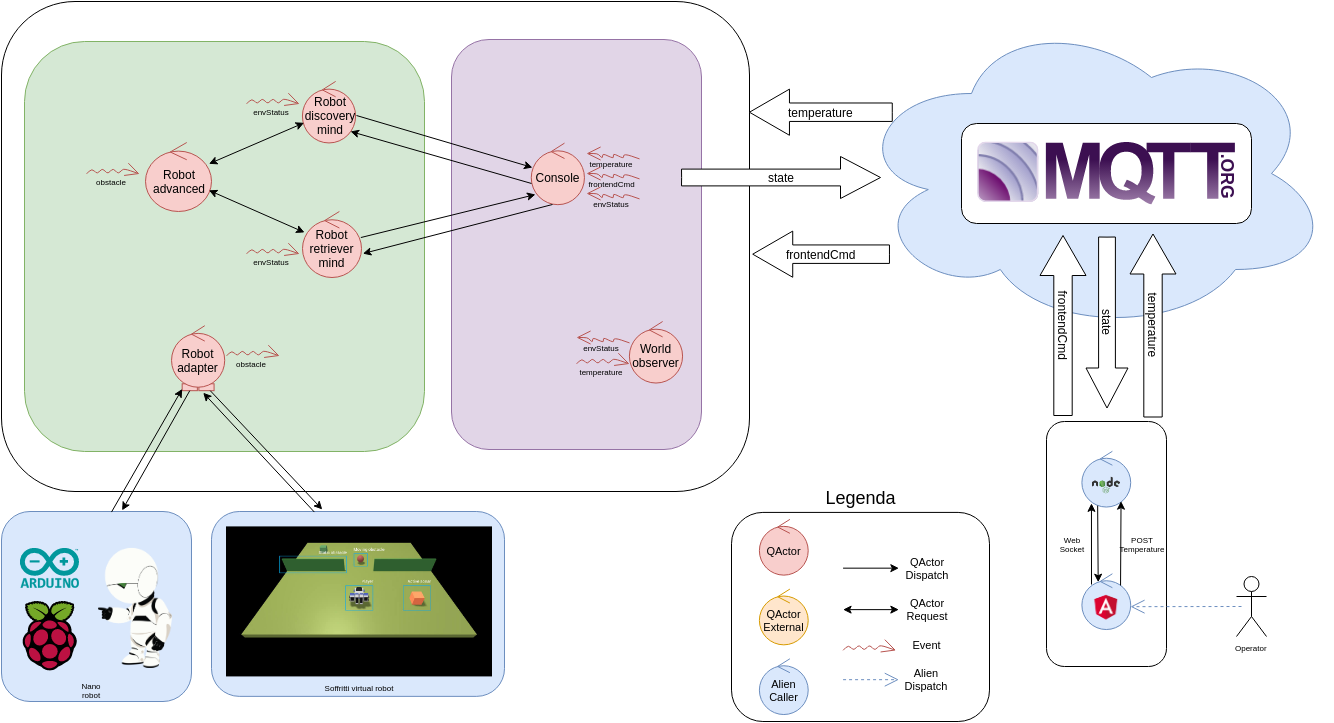 Robot
discovery
mind
envStatus
Robot
advanced
obstacle
Robot
retriever
mind
envStatus
Robot
adapter
obstacle
Console
temperature
frontendCmd
envStatus
World
observer
envStatus
temperature
temperature
state
frontendCmd
MQTT
.ORG
frontendCmd
state
temperature
node
Web
Socket
POST
Temperature
Operator
ARDUINO
Nano
robot
Soffritti virtual robot
Legenda
QActor
QActor
External
Alien
Caller
QActor
Dispatch
QActor
Request
Event
Alien
Dispatch